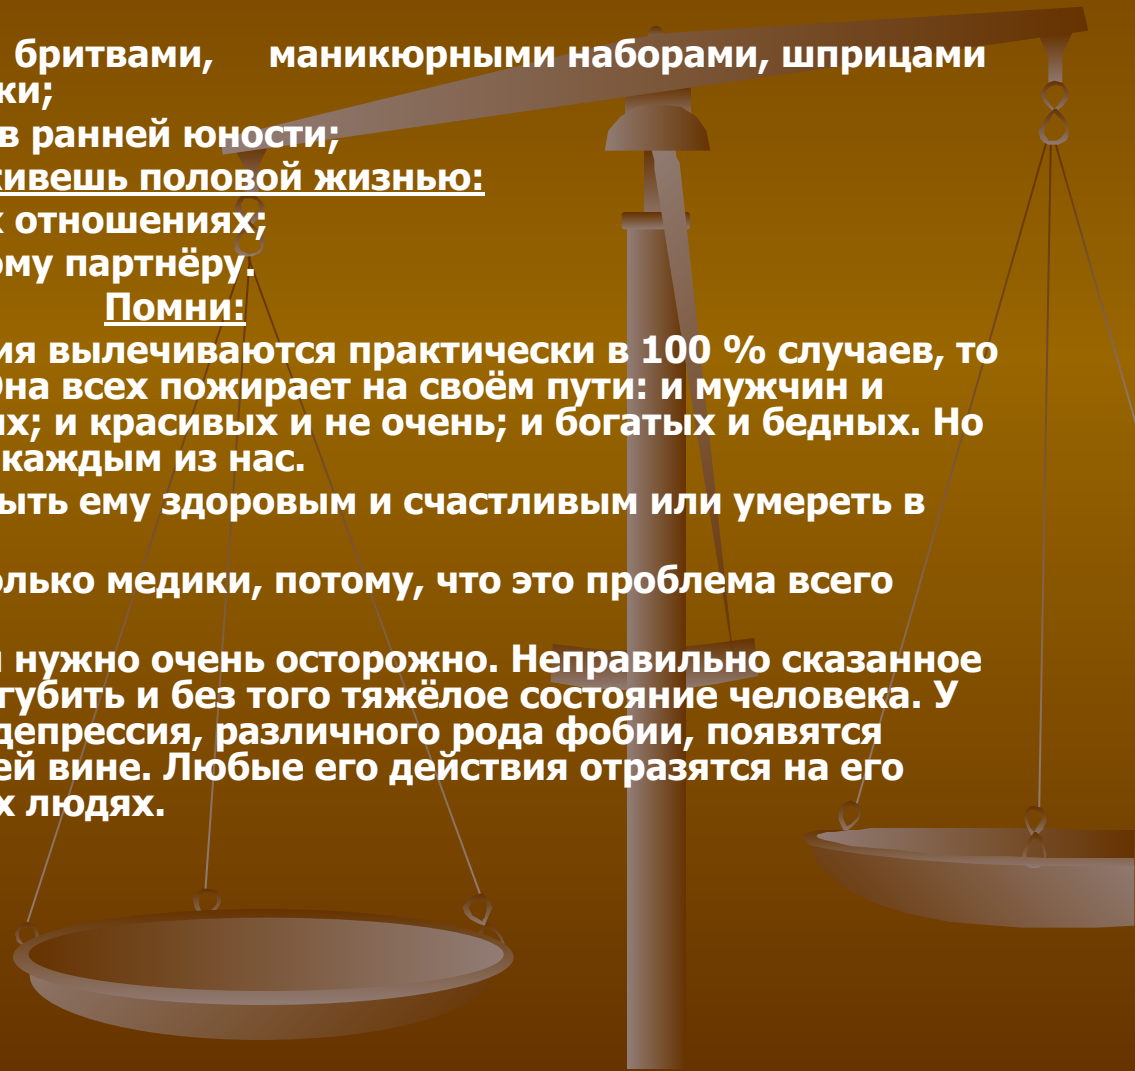 бритвами, маникюрными наборами, шприцами
ки;
в ранней юности;
живешь половой жизнью:
х отношениях;
ому партнёру.
Помни:
ия вылечиваются практически в 100 % случаев, то
Она всех пожирает на своём пути: и мужчин и
их; и красивых и не очень; и богатых и бедных. Но
каждым из нас.
быть ему здоровым и счастливым или умереть в
олько медики, потому, что это проблема всего
и нужно очень осторожно. Неправильно сказанное
губить и без того тяжёлое состояние человека. У
депрессия, различного рода фобии, появятся
ей вине. Любые его действия отразятся на его
х людях.